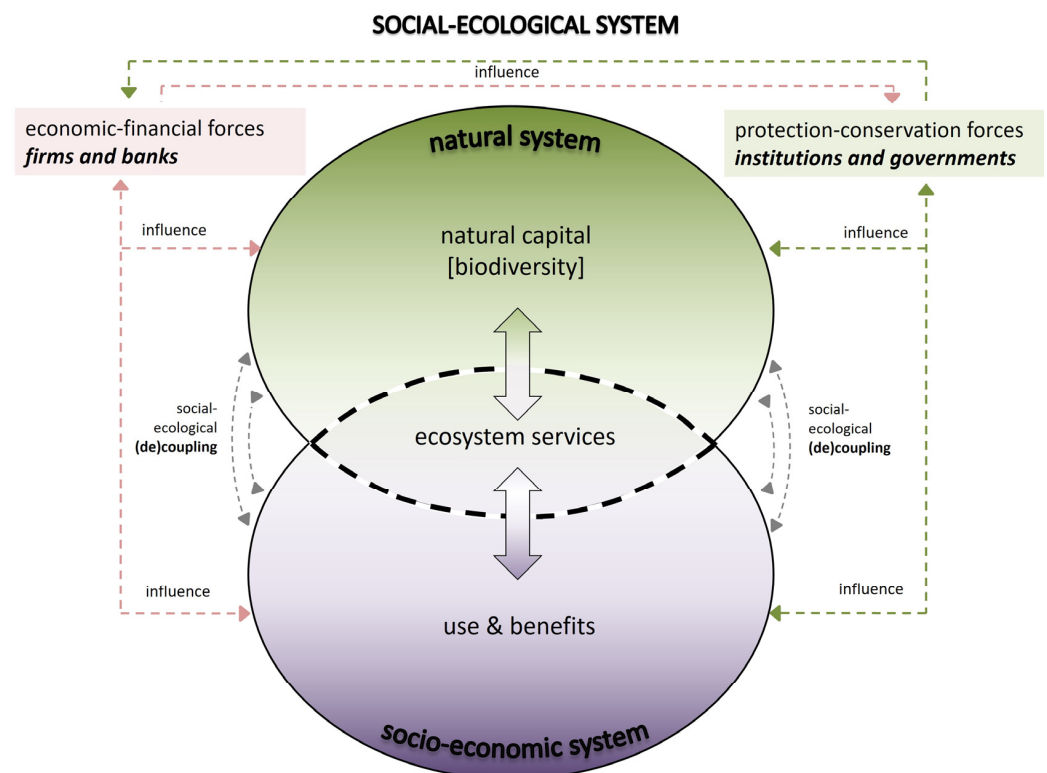 SOCIAL-ECOLOGICAL SYSTEM
influence
economic-financial forces
firms and banks
natural system
protection-conservation forces
institutions and governments
influence
natural capital
[biodiversity]
influence
social-
ecological
(de)coupling
ecosystem services
social-
ecological
(de)coupling
influence
use & benefits
influence
socio-economic system